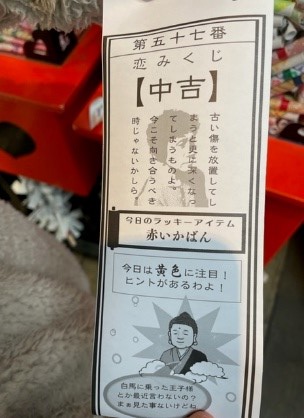 第五十七番
恋みくじ
【中吉】
古い傷を放置してし
まうと更に深くなっ
てしまうものよ。
今こそ向き合うべき
時じゃないかしら。
今日のラッキーアイテム
赤いかばん
今日は黄色に注目！
ヒントがあるわよ！
白馬に乗った王子様
とか最近言わないの？
まぁ見た事ないけどね